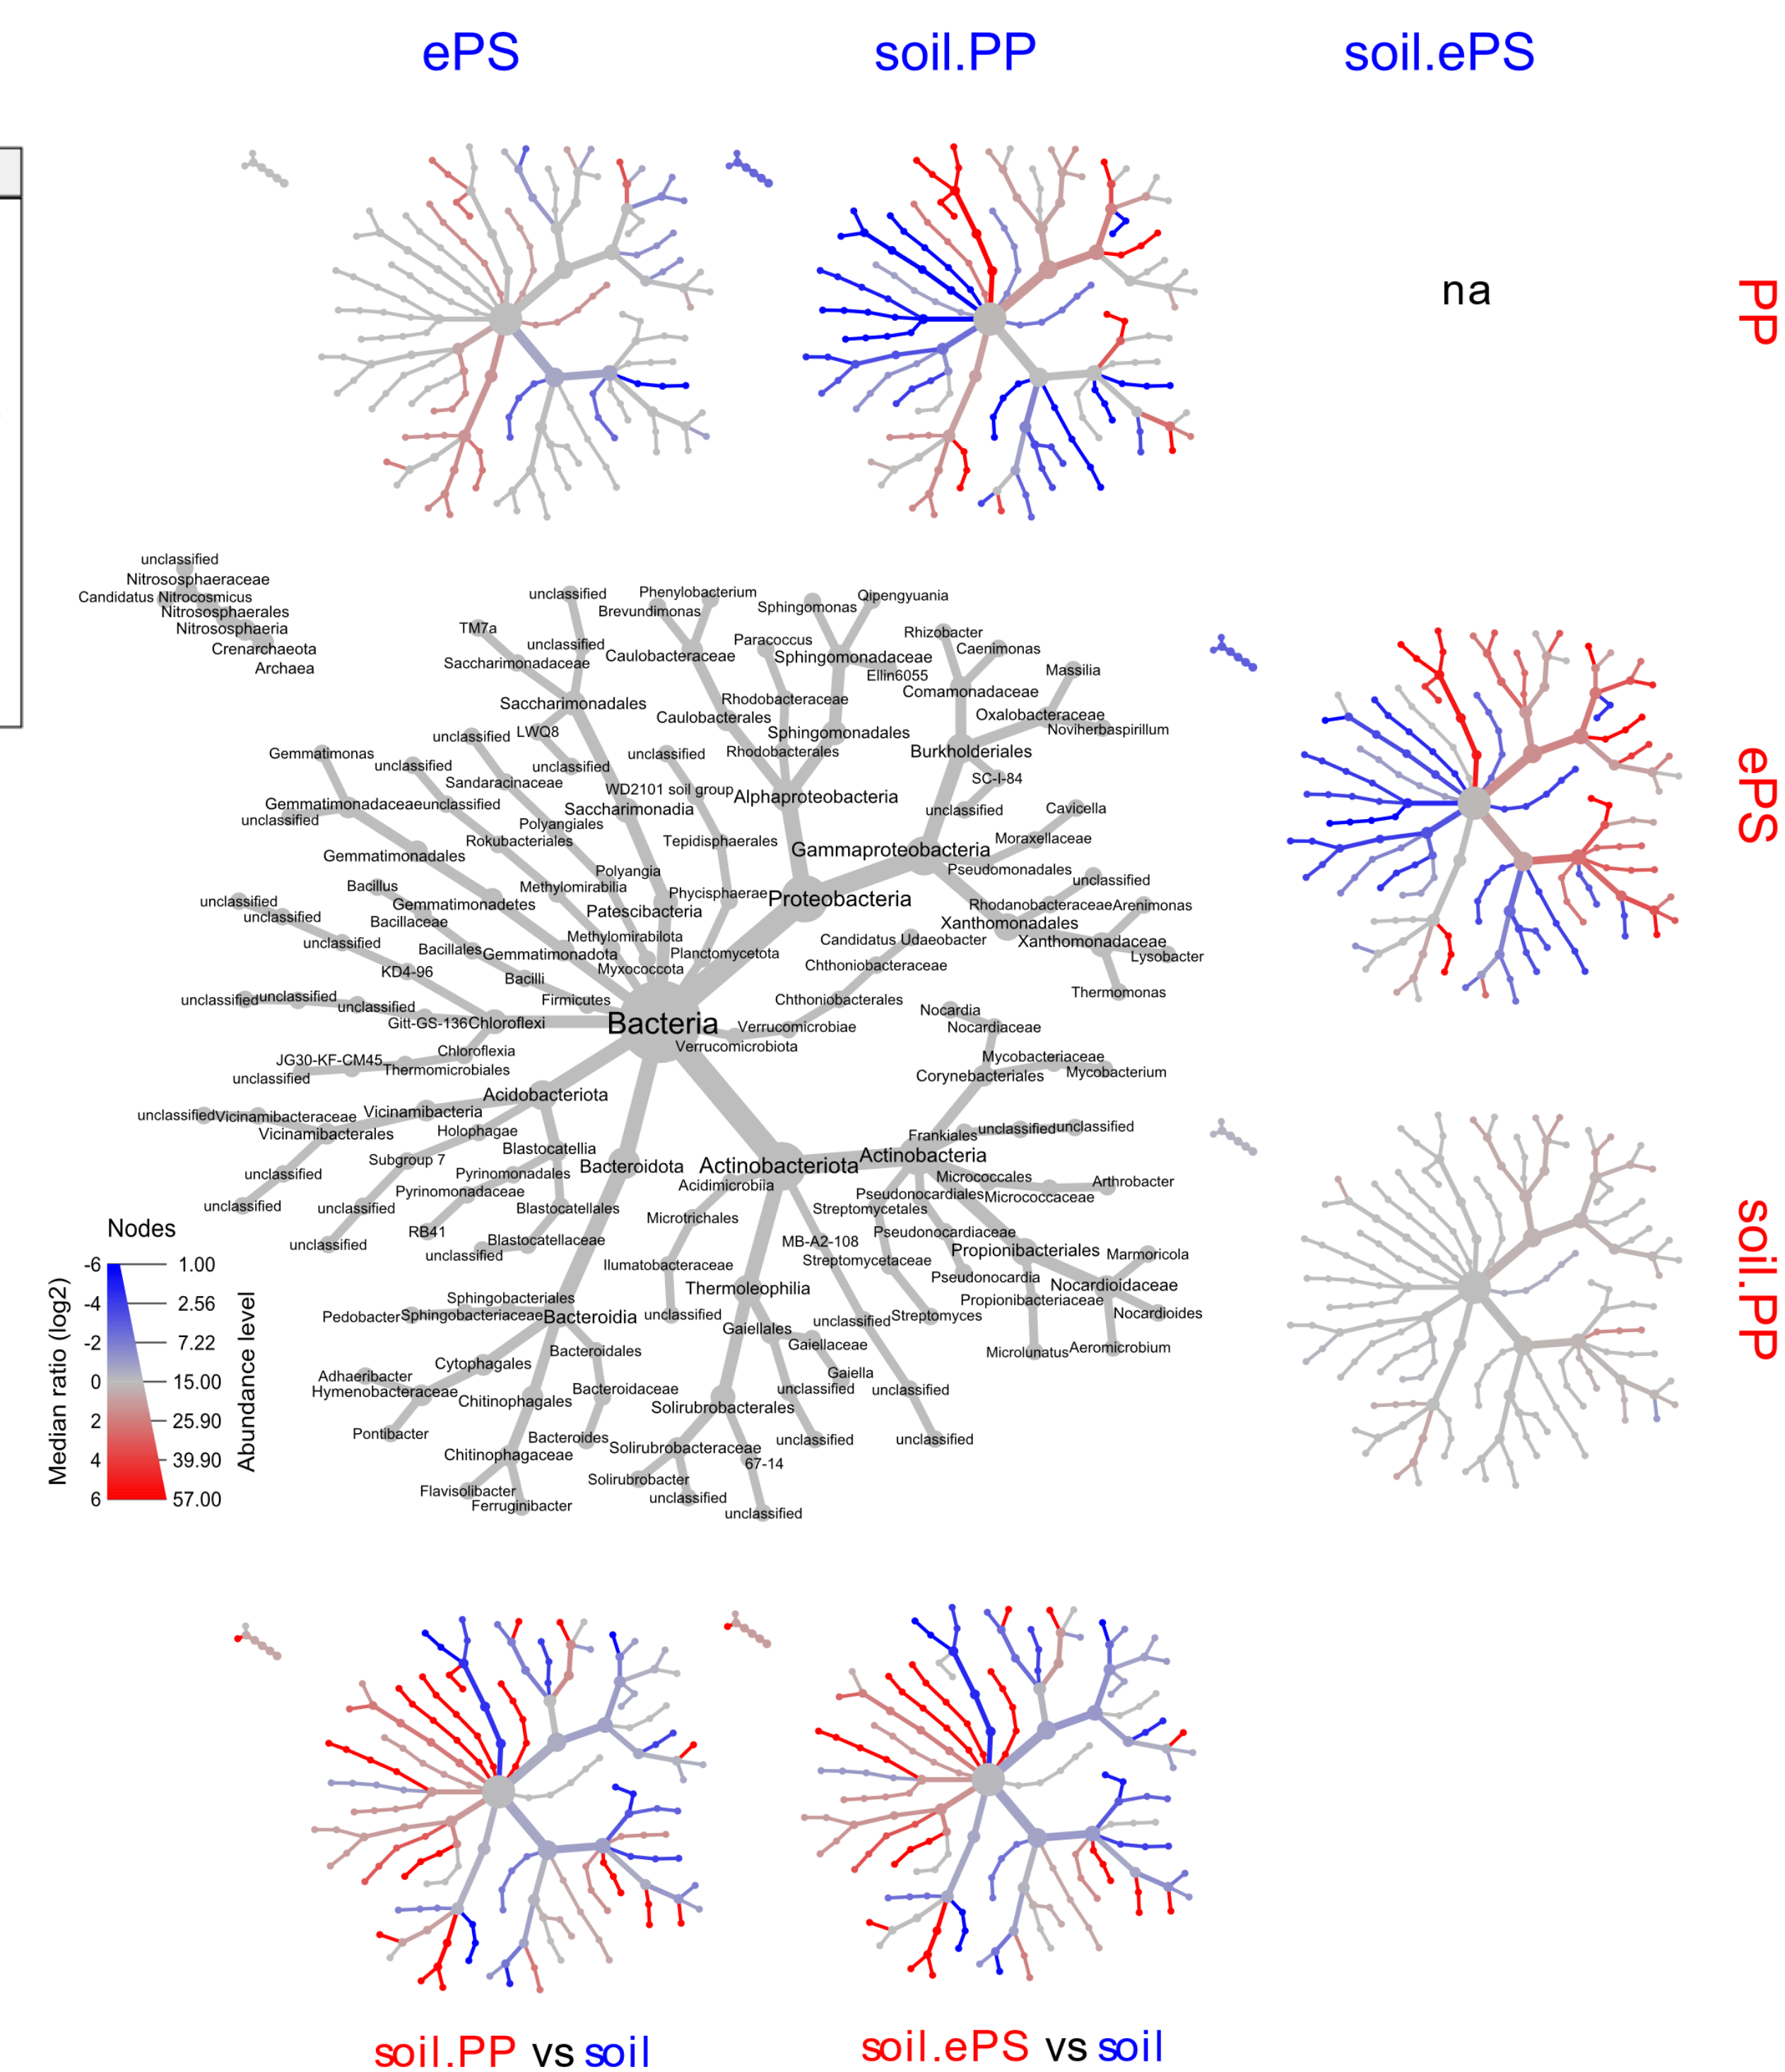 ePS
soil.PP
soil.ePS
na
PP
ePS
soil.PP
unclassified
Nitrososphaeraceae
Candidatus Nitrocosmicus
Nitrososphaerales
Nitrososphaeria
Crenarchaeota
Archaea
unclassified
Phenylobacterium
Brevundimonas
Sphingomonas
Qipengyuania
TM7a
unclassified
Saccharimonadaceae
Caulobacteraceae
Paracoccus
Sphingomonadaceae
Ellin6055
Rhizobacter
Caenimonas
Massilia
Comamonadaceae
Saccharimonadales
Rhodobacteraceae
Caulobacterales
Oxalobacteraceae
Noviherbaspirillum
unclassified
LWQ8
Sphingomonadales
Rhodobacterales
Burkholderiales
Gemmatimonas
unclassified
unclassified
unclassified
Sandaracinaceae
WD2101 soil group
SC-I-84
Alphaproteobacteria
Gemmatimonadaceae
unclassified
Saccharimonadia
unclassified
Cavicella
unclassified
Polyangiales
Rokubacteriales
Tepidisphaerales
Moraxellaceae
Gammaproteobacteria
Gemmatimonadales
Polyangia
Pseudomonadales
unclassified
Bacillus
Methylomirabilia
Phycisphaerae
Proteobacteria
unclassified
Gemmatimonadetes
Patescibacteria
Rhodanobacteraceae
Arenimonas
unclassified
Bacillaceae
Xanthomonadales
unclassified
Bacillales
Methylomirabilota
Gemmatimonadota
Planctomycetota
Candidatus Udaeobacter
Xanthomonadaceae
Lysobacter
KD4-96
Bacilli
Myxococcota
Chthoniobacteraceae
Thermomonas
unclassified
unclassified
unclassified
Firmicutes
Chthoniobacterales
Nocardia
Gitt-GS-136
Chloroflexi
Bacteria
Verrucomicrobiae
Nocardiaceae
Verrucomicrobiota
JG30-KF-CM45
Chloroflexia
Thermomicrobiales
unclassified
Mycobacteriaceae
Corynebacteriales
Mycobacterium
Acidobacteriota
unclassified
Vicinamibacteraceae
Vicinamibacteria
Vicinamibacterales
Holophagae
Frankiales
unclassified
unclassified
Blastocatellia
Subgroup 7
Bacteroidota
Actinobacteriota
Actinobacteria
unclassified
Pyrinomonadales
Acidimicrobiia
Micrococcales
Arthrobacter
Pyrinomonadaceae
Pseudonocardiales
Micrococcaceae
unclassified
unclassified
Blastocatellales
Microtrichales
Streptomycetales
RB41
Blastocatellaceae
MB-A2-108
Pseudonocardiaceae
unclassified
unclassified
Propionibacteriales
Marmoricola
Ilumatobacteraceae
Streptomycetaceae
Thermoleophilia
Pseudonocardia
Nocardioidaceae
Sphingobacteriales
Propionibacteriaceae
Pedobacter
Sphingobacteriaceae
Bacteroidia
unclassified
unclassified
Streptomyces
Nocardioides
Gaiellales
Gaiellaceae
Bacteroidales
Microlunatus
Aeromicrobium
Cytophagales
Adhaeribacter
Gaiella
Hymenobacteraceae
Bacteroidaceae
unclassified
unclassified
Chitinophagales
Solirubrobacterales
Pontibacter
Bacteroides
unclassified
unclassified
Chitinophagaceae
Solirubrobacteraceae
67-14
Solirubrobacter
Flavisolibacter
unclassified
Ferruginibacter
unclassified
Nodes
Median ratio (log2)
Abundance level
-6 1.00
-4 2.56
-2 7.22
0 15.00
2 25.90
4 39.90
6 57.00
soil.PP vs soil
soil.ePS vs soil